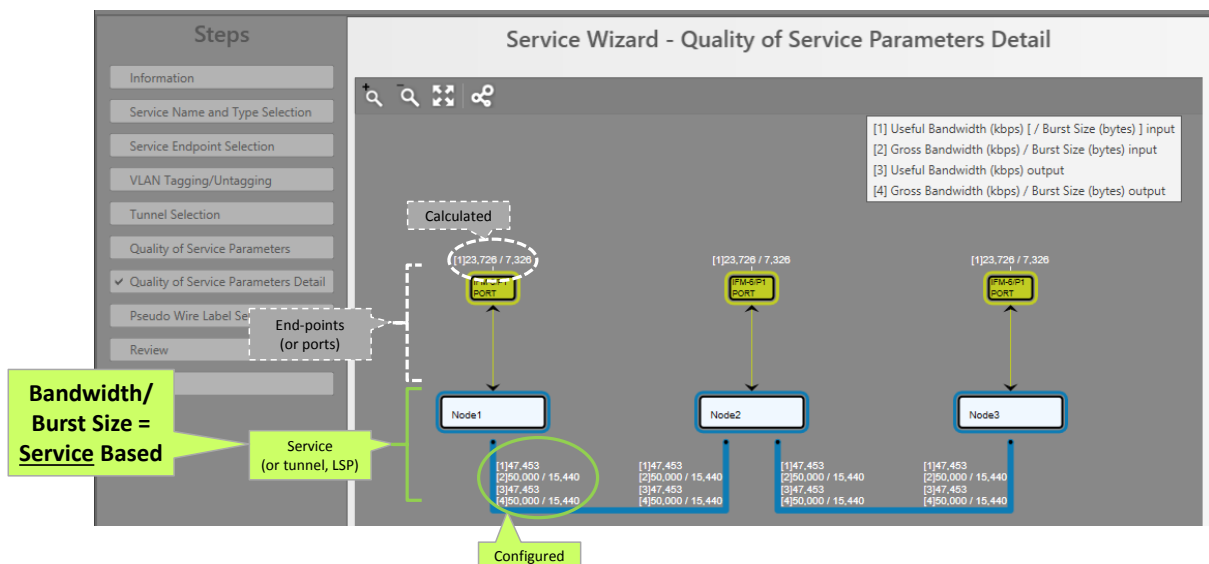 Steps
Information
Service Name and Type Selection
Service Endpoint Selection
VLAN Tagging/Untagging
Tunnel Selection
Quality of Service Parameters
Quality of Service Parameters Detail
Pseudo Wire Label Se
Review
Service Wizard - Quality of Service Parameters Detail
[1] Useful Bandwidth (kbps) [ / Burst Size (bytes) ] input
[2] Gross Bandwidth (kbps) / Burst Size (bytes) input
[3] Useful Bandwidth (kbps) output
[4] Gross Bandwidth (kbps) / Burst Size (bytes) output
Calculated
[1]23,726 / 7,326
[1]23,726 / 7,326
[1]23,726 / 7,326
PORT
IFM-6/P1
PORT
IFM-6/P1
PORT
End-points
(or ports)
Bandwidth/
Burst Size =
Service Based
Service
(or tunnel, LSP)
Node1
Node2
Node3
[1]47,453
[2]50,000 / 15,440
[3]47,453
[4]50,000 / 15,440
[1]47,453
[2]50,000 / 15,440
[3]47,453
[4]50,000 / 15,440
[1]47,453
[2]50,000 / 15,440
[3]47,453
[4]50,000 / 15,440
[1]47,453
[2]50,000 / 15,440
[3]47,453
[4]50,000 / 15,440
Configured